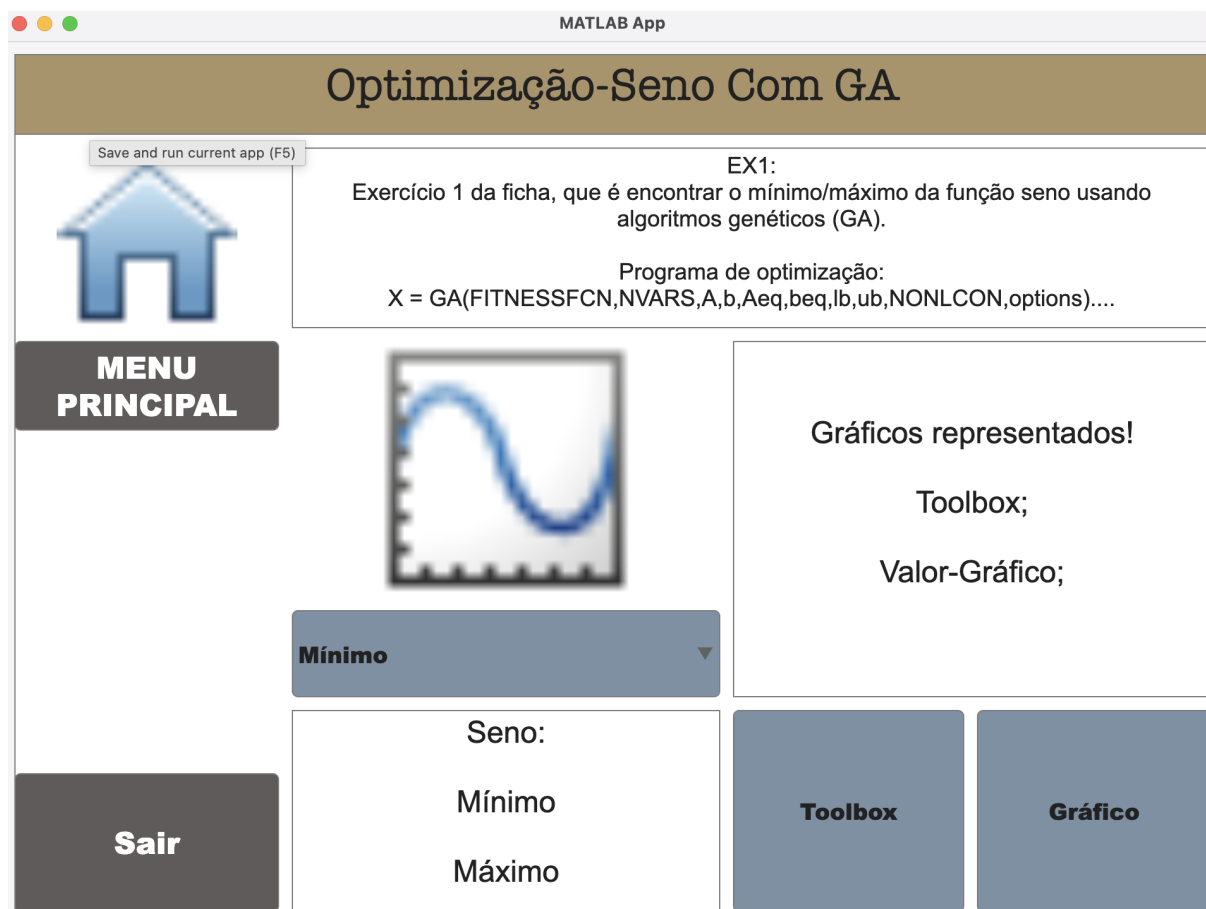 MATLAB App
Optimização-Seno Com GA
Save and run current app (F5)
EX1:
Exercício 1 da ficha, que é encontrar o mínimo/máximo da função seno usando
algoritmos genéticos (GA).
Programa de optimização:
X = GA(FITNESSFCN,NVARS,A,b,Aeq,beq,lb,ub,NONLCON,options)....
MENU
PRINCIPAL
Gráficos representados!
Toolbox;
Valor-Gráfico;
Mínimo
Seno:
Mínimo
Máximo
Toolbox
Gráfico
Sair